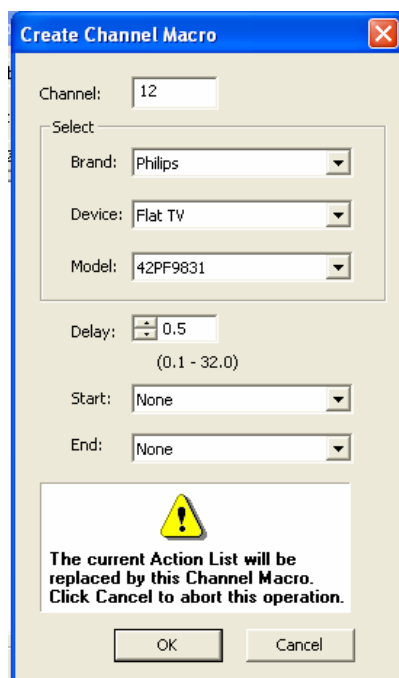 Create Channel Macro
Channel: 12
Select
Brand: Philips
Device: Flat TV
Model: 42PF9831
Delay: 0.5
(0.1 - 32.0)
Start: None
End: None
The current Action List will be
replaced by this Channel Macro.
Click Cancel to abort this operation.
OK Cancel